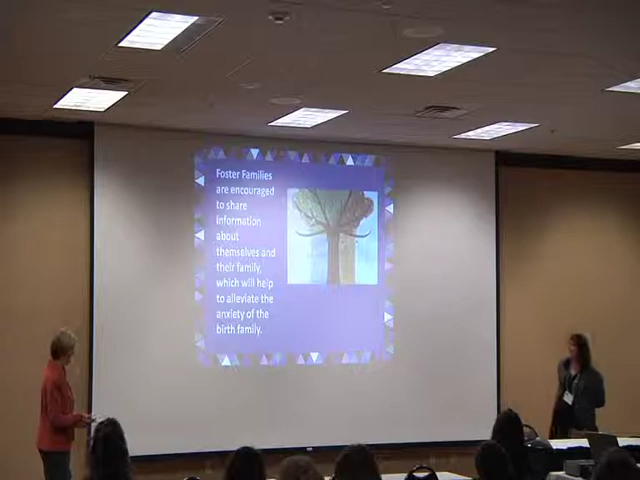 Foster Families
are encouraged
to share
information
about
themselves and
their family,
which will help
to alleviate the
anxiety of the
birth family.